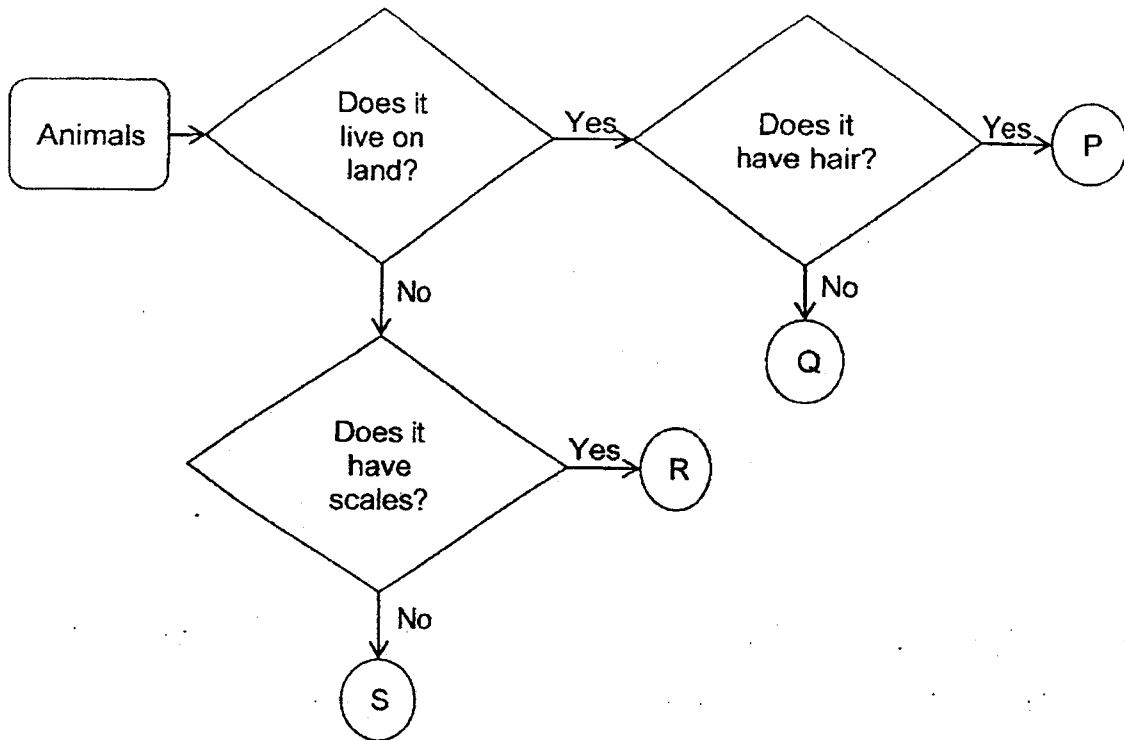 Animals
Does it
live on
land?
Yes
Does it
have hair?
Yes
P
No
Q
No
Does it
have
scales?
Yes
R
No
S